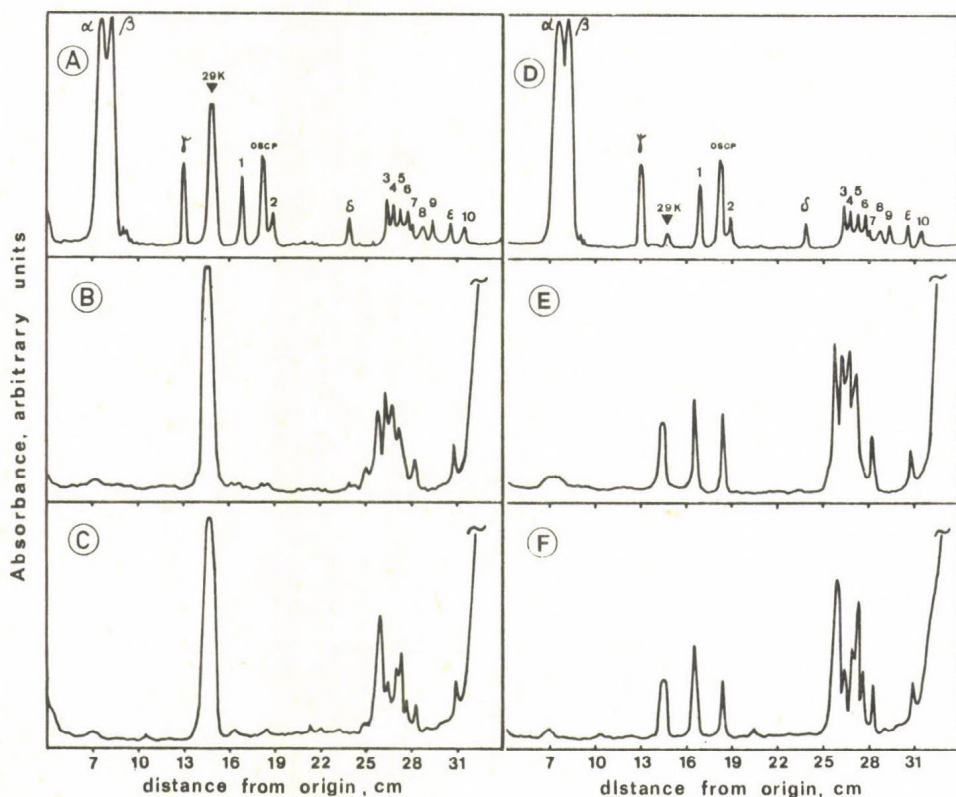 α β
A
29K
γ
1
OSCP
2
δ
3
4
5
6
7
8
9
ε
10
α β
D
γ
29K
1
OSCP
2
δ
3
4
5
6
7
8
9
ε
10
B
~
E
~
C
~
7 13 16 19 22 25 28 31
F
~
7 13 16 19 22 25 28 31
Absorbance, arbitrary units
distance from origin, cm
distance from origin, cm